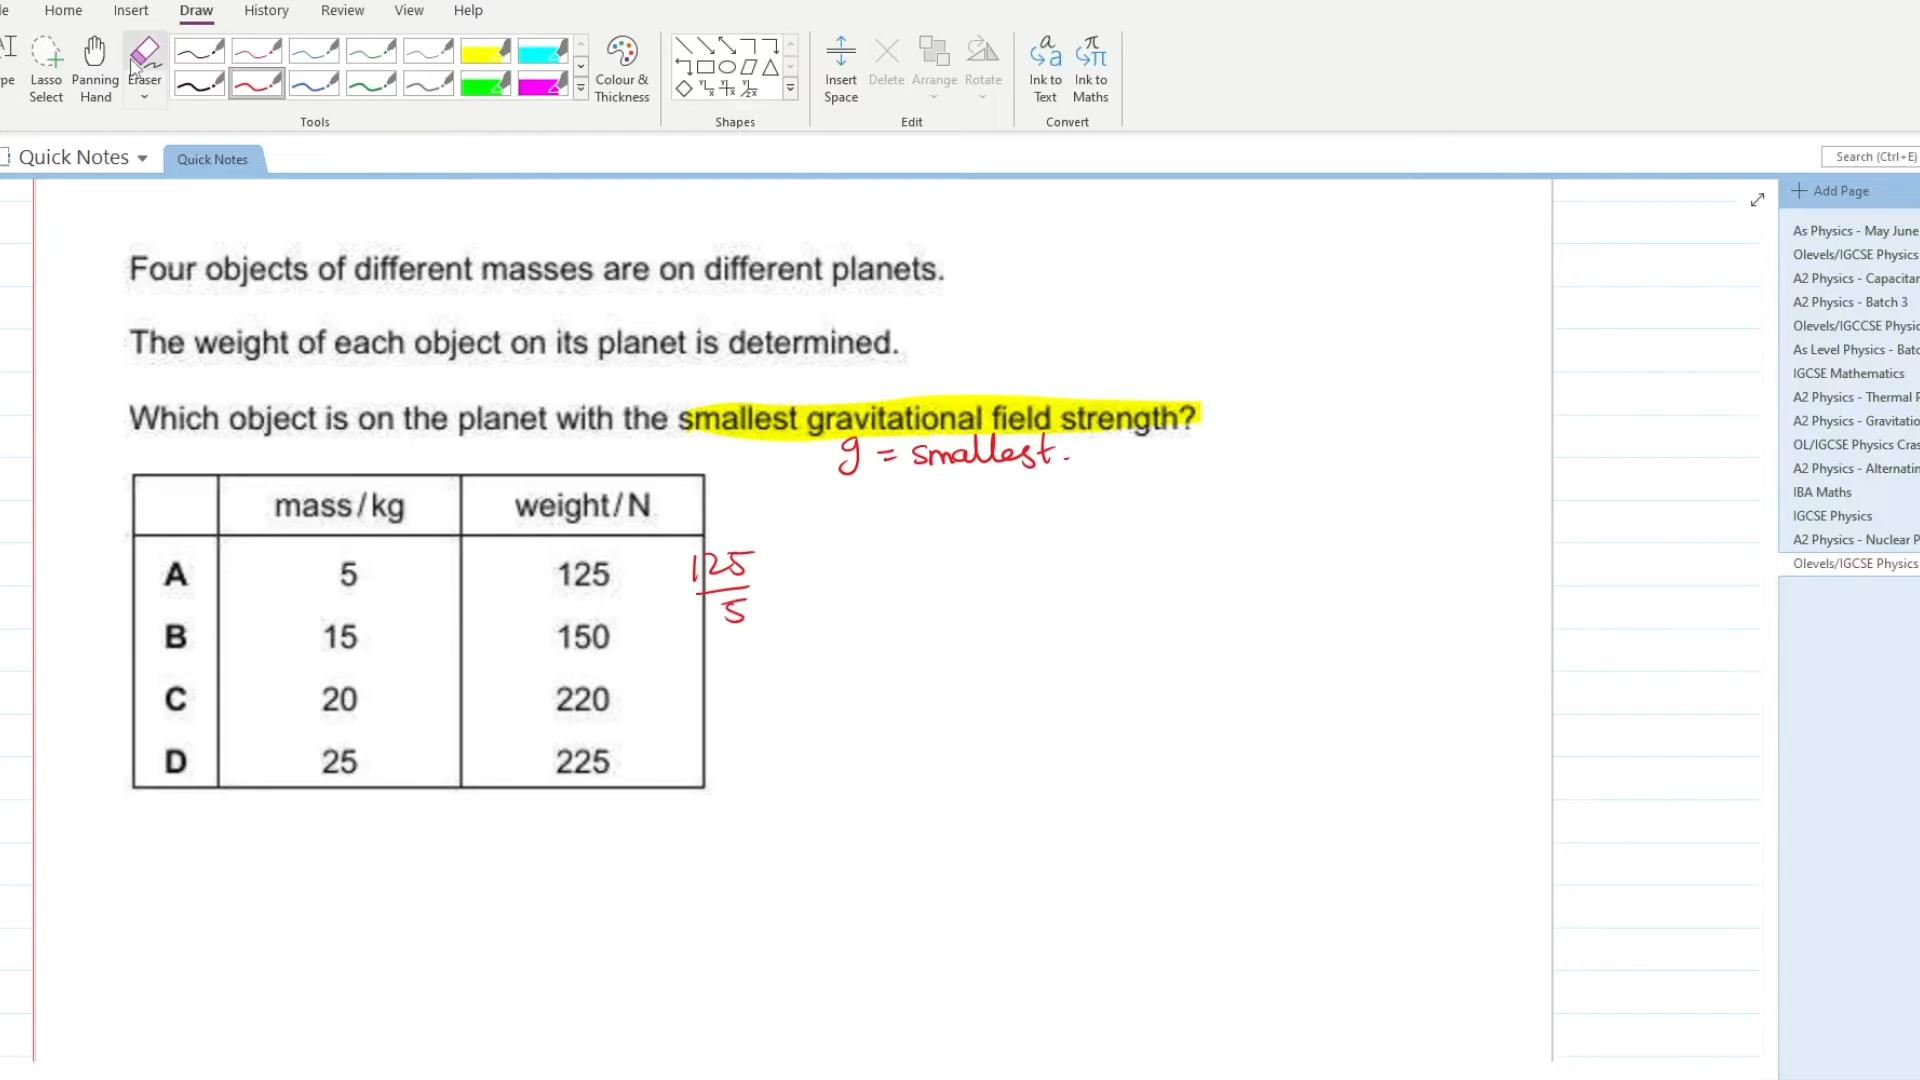 Home Insert Draw History Review View Help
Lasso Select
Panning Hand
Eraser
Colour & Thickness
Insert Space
Delete
Arrange
Rotate
Ink to Text
Ink to Maths
Tools
Shapes
Edit
Convert
Quick Notes
Quick Notes
Search (Ctrl+E)
Add Page
Four objects of different masses are on different planets.
The weight of each object on its planet is determined.
Which object is on the planet with the smallest gravitational field strength?
g = smallest.
mass/kg weight/N
A 5 125
125
5
B 15 150
C 20 220
D 25 225
As Physics - May June
Olevels/IGCSE Physics
A2 Physics - Capacitar
A2 Physics - Batch 3
Olevels/IGCCSE Physic
As Level Physics - Batc
IGCSE Mathematics
A2 Physics - Thermal P
A2 Physics - Gravitatio
OL/IGCSE Physics Cras
A2 Physics - Alternatin
IBA Maths
IGCSE Physics
A2 Physics - Nuclear P
Olevels/IGCSE Physics